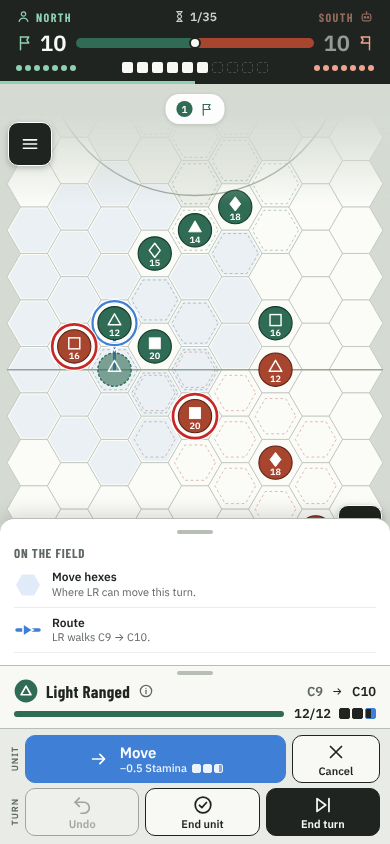 NORTH
1/35
SOUTH
10
10
1
18
14
15
12
16
16
20
12
20
18
ON THE FIELD
Move hexes
Where LR can move this turn.
Route
LR walks C9 → C10.
Light Ranged
C9 → C10
12/12
UNIT
→ Move
−0.5 Stamina
Cancel
TURN
Undo
End unit
End turn